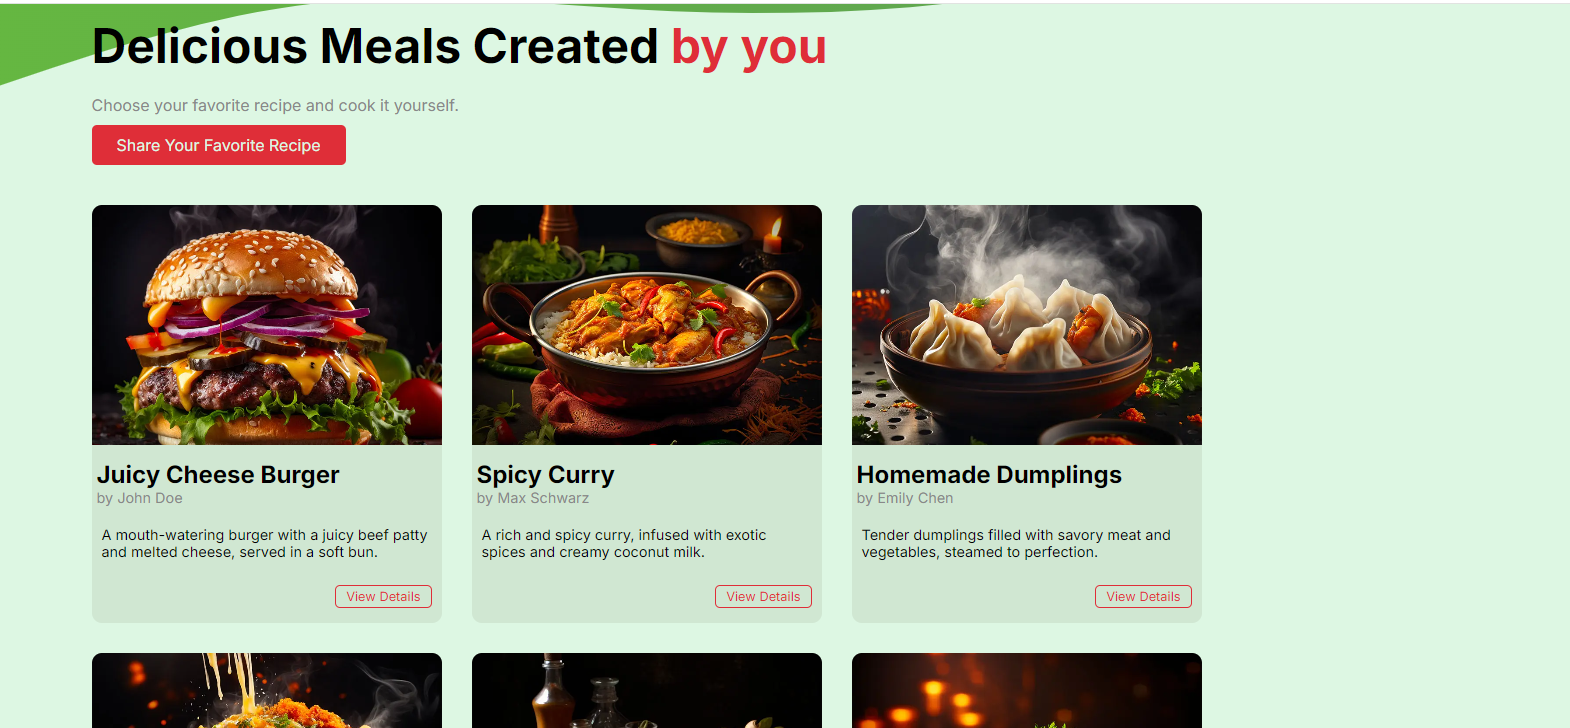 Delicious Meals Created by you
Choose your favorite recipe and cook it yourself.
Share Your Favorite Recipe
Juicy Cheese Burger
by John Doe
A mouth-watering burger with a juicy beef patty
and melted cheese, served in a soft bun.
View Details
Spicy Curry
by Max Schwarz
A rich and spicy curry, infused with exotic
spices and creamy coconut milk.
View Details
Homemade Dumplings
by Emily Chen
Tender dumplings filled with savory meat and
vegetables, steamed to perfection.
View Details